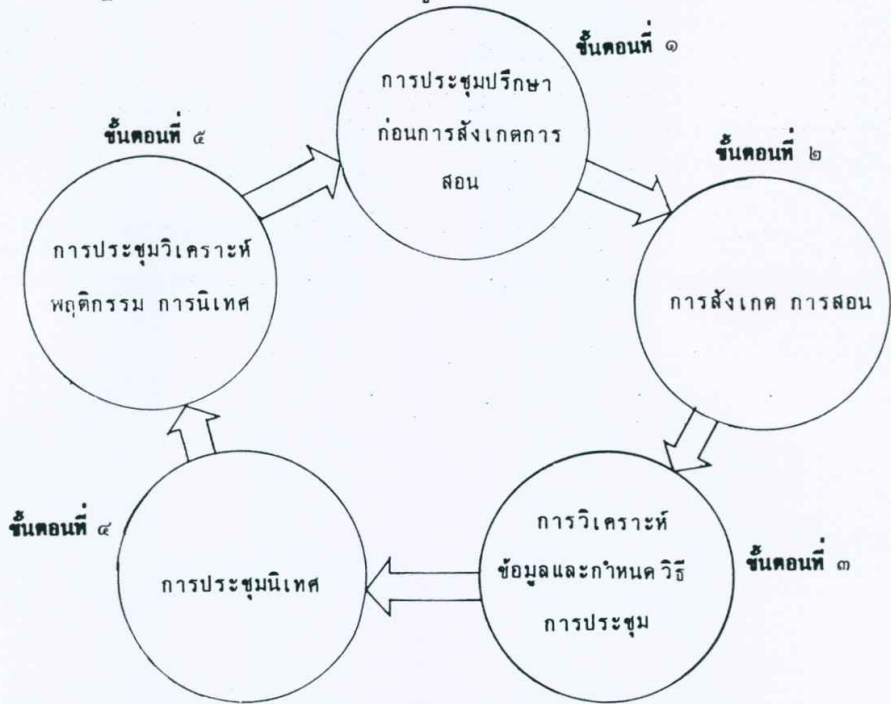 ขั้นตอนที่ ๑
การประชุมปรึกษา
ก่อนการสังเกตการ
สอน
ขั้นตอนที่ ๒
การสังเกต การสอน
ขั้นตอนที่ ๓
การวิเคราะห์
ข้อมูลและกำหนด วิธี
การประชุม
ขั้นตอนที่ ๔
การประชุมนิเทศ
ขั้นตอนที่ ๕
การประชุมวิเคราะห์
พฤติกรรม การนิเทศ